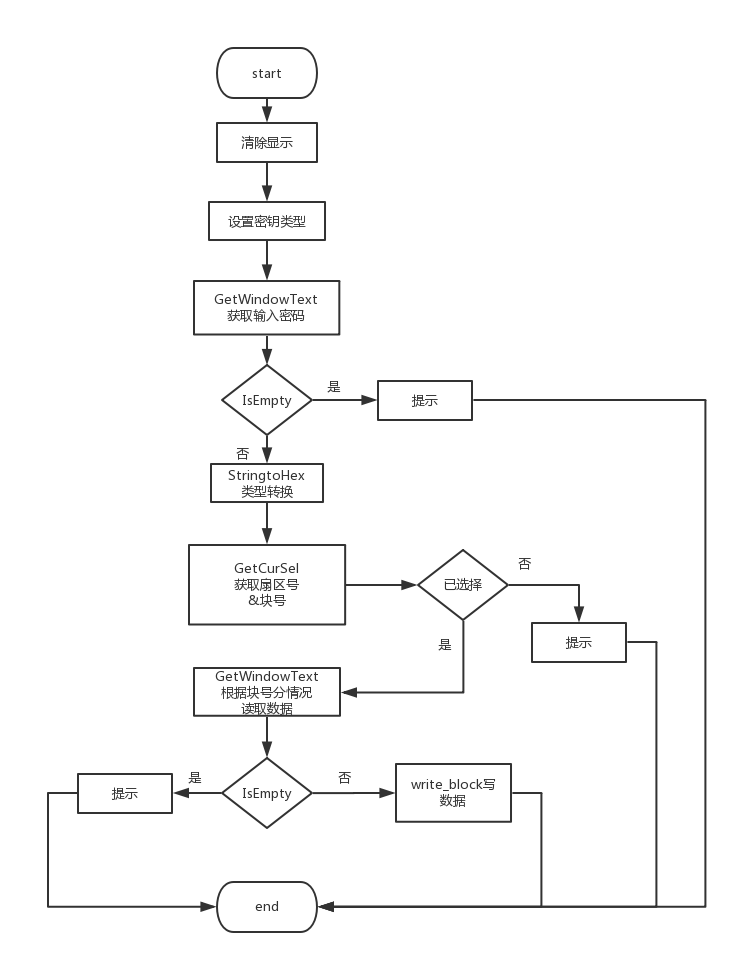 start
清除显示
设置密钥类型
GetWindowText
获取输入密码
IsEmpty
是
提示
否
StringtoHex
类型转换
GetCurSel
获取扇区号
&块号
已选择
否
提示
是
GetWindowText
根据块号分情况
读取数据
IsEmpty
是
提示
否
write_block写
数据
end